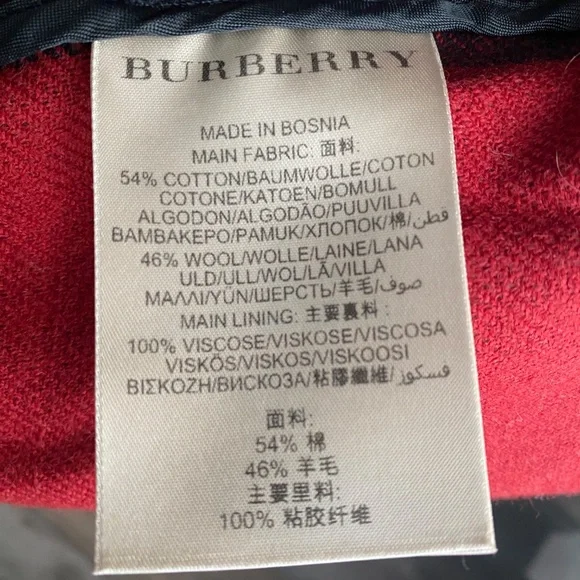 BURBERRY
MADE IN BOSNIA
MAIN FABRIC: 面料:
54% COTTON/BAUMWOLLE/COTON
COTONE/KATOEN/BOMULL
ALGODON/ALGODÃO/PUUVILLA
ΒΑΜΒΑΚΕΡΟ/PAMUK/ХЛОПОК/棉/قطن
46% WOOL/WOLLE/LAINE/LANA
ULD/ULL/WOL/LÃ/VILLA
ΜΑΛΛΙ/YÜN/ШЕРСТЬ/羊毛/صوف
MAIN LINING: 主要裏料:
100% VISCOSE/VISKOSE/VISCOSA
VISKÖS/VISKOS/VISKOOSI
ΒΙΣΚΟΖΗ/ВИСКОЗА/粘膠纖維/فسكوز
面料:
54% 棉
46% 羊毛
主要里料:
100% 粘胶纤维